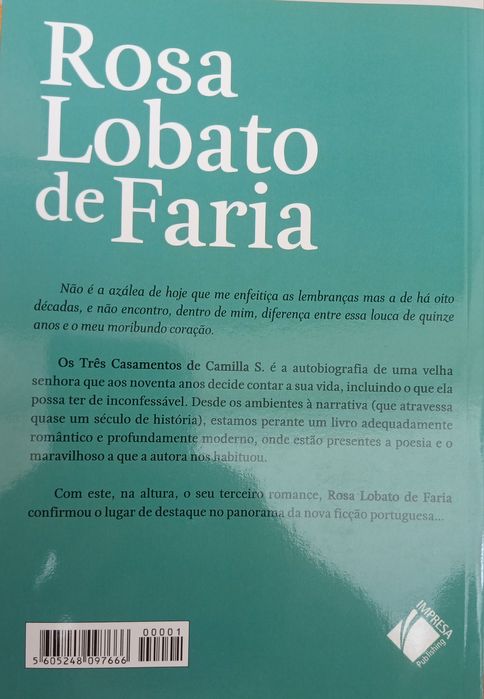 Rosa
Lobato
de Faria
Não é a azálea de hoje que me enfeitiça as lembranças mas a de há oito
décadas, e não encontro, dentro de mim, diferença entre essa louca de quinze
anos e o meu moribundo coração.
Os Três Casamentos de Camilla S. é a autobiografia de uma velha
senhora que aos noventa anos decide contar a sua vida, incluindo o que ela
possa ter de inconfessável. Desde os ambientes à narrativa (que atravessa
quase um século de história), estamos perante um livro adequadamente
romântico e profundamente moderno, onde estão presentes a poesia e o
maravilhoso a que a autora nos habituou.
Com este, na altura, o seu terceiro romance, Rosa Lobato de Faria
confirmou o lugar de destaque no panorama da nova ficção portuguesa...
00001
5 605248 097666
IMPRESA
Publishing